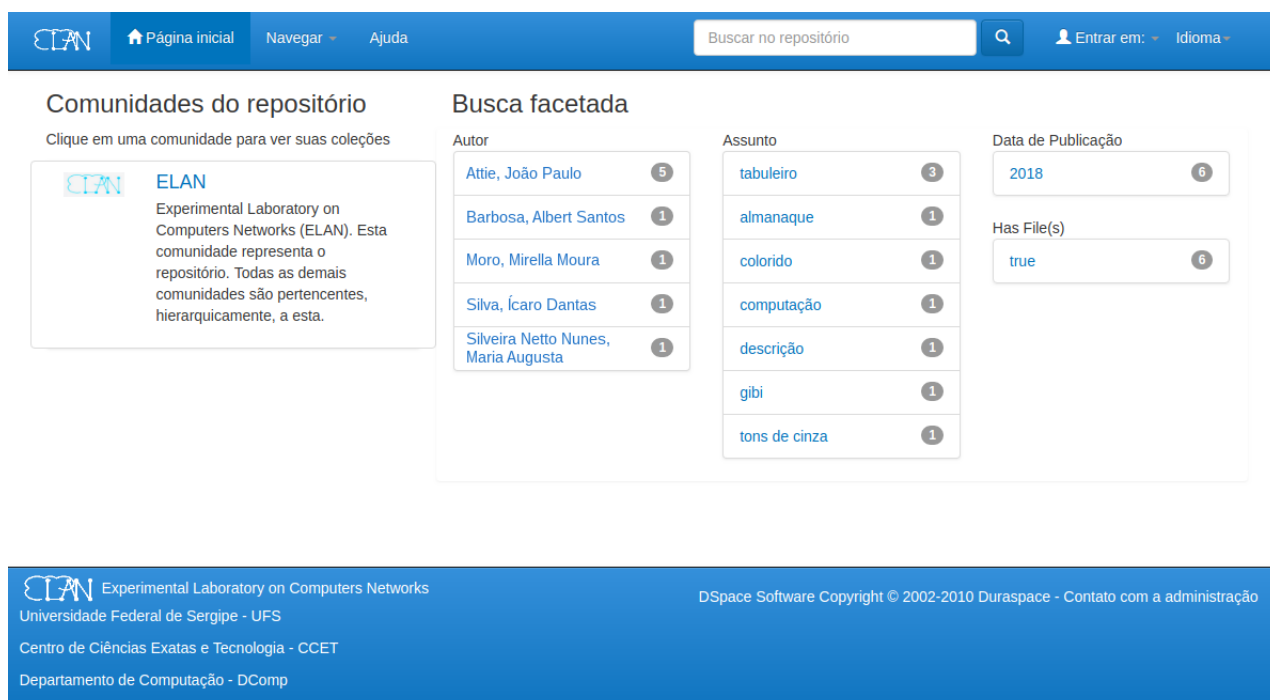 ELAN Página inicial Navegar Ajuda Buscar no repositório Entrar em: Idioma
Comunidades do repositório
Clique em uma comunidade para ver suas coleções
ELAN
ELAN
Experimental Laboratory on
Computers Networks (ELAN). Esta
comunidade representa o
repositório. Todas as demais
comunidades são pertencentes,
hierarquicamente, a esta.
Busca facetada
Autor
Attie, João Paulo 5
Barbosa, Albert Santos 1
Moro, Mirella Moura 1
Silva, Ícaro Dantas 1
Silveira Netto Nunes,
Maria Augusta 1
Assunto
tabuleiro 3
almanaque 1
colorido 1
computação 1
descrição 1
gibi 1
tons de cinza 1
Data de Publicação
2018 6
Has File(s)
true 6
ELAN Experimental Laboratory on Computers Networks
Universidade Federal de Sergipe - UFS
Centro de Ciências Exatas e Tecnologia - CCET
Departamento de Computação - DComp
DSpace Software Copyright © 2002-2010 Duraspace - Contato com a administração